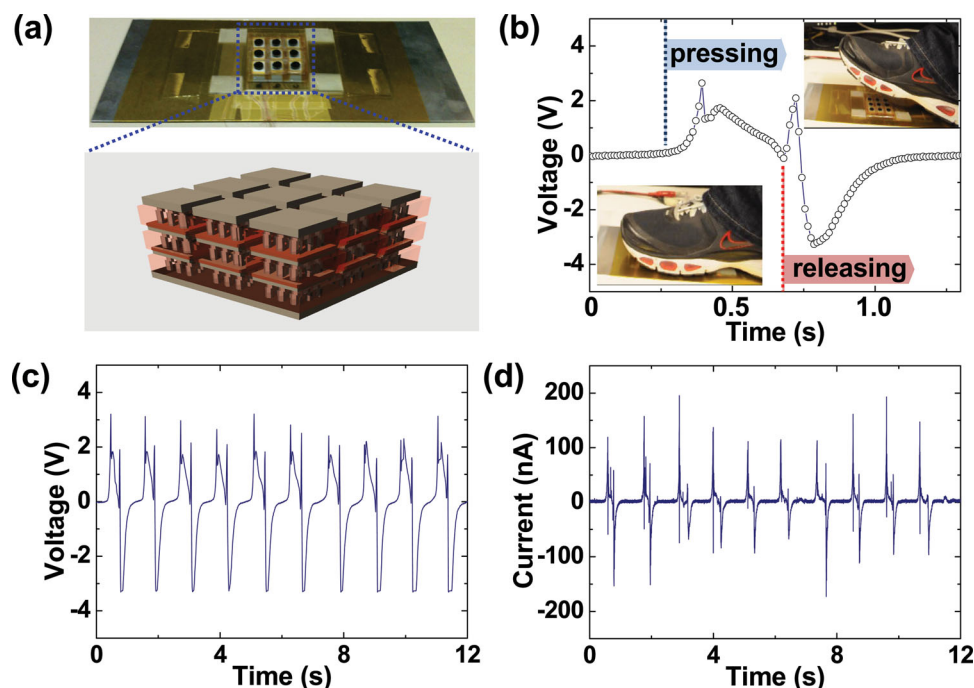 (a)
(b)
4
2
0
-2
-4
Voltage (V)
pressing
releasing
0
0.5
1.0
Time (s)
(c)
4
2
0
-2
-4
Voltage (V)
0
4
8
12
Time (s)
(d)
200
100
0
-100
-200
Current (nA)
0
4
8
12
Time (s)